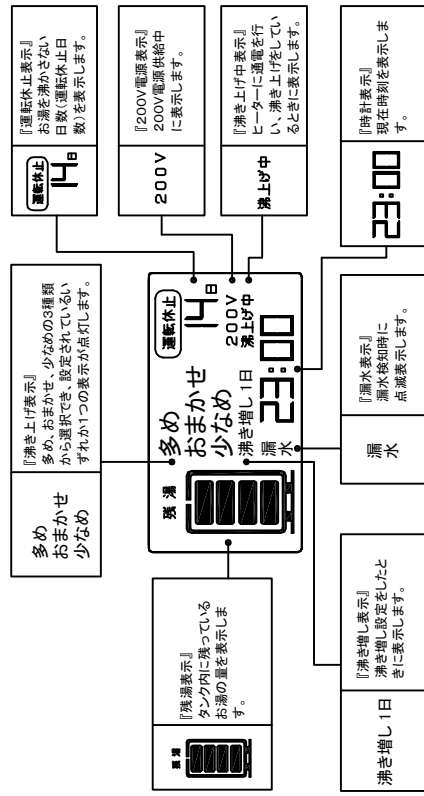 『沸き上げ表示』
多め、おまかせ、少なめの3種類
から選択でき、設定されているい
ずれか1つの表示が点灯します。
多め
おまかせ
少なめ
『運転休止表示』
お湯を沸かさない
日数(運転休止日
数)を表示します。
運転休止
14日
『200V電源表示』
200V電源供給中
に表示します。
200V
『沸き上げ中表示』
ヒーターに通電を行
い、沸き上げをしてい
るときに表示します。
沸上げ中
『時計表示』
現在時刻を表示しま
す。
23:00
残湯
多め
おまかせ
少なめ
沸き増し1日
漏水
運転休止
14日
200V
沸上げ中
23:00
『残湯表示』
タンク内に残っている
お湯の量を表示しま
す。
残湯
『沸き増し表示』
沸き増し設定をしたと
きに表示します。
沸き増し1日
『漏水表示』
漏水検知時に
点滅表示します。
漏水